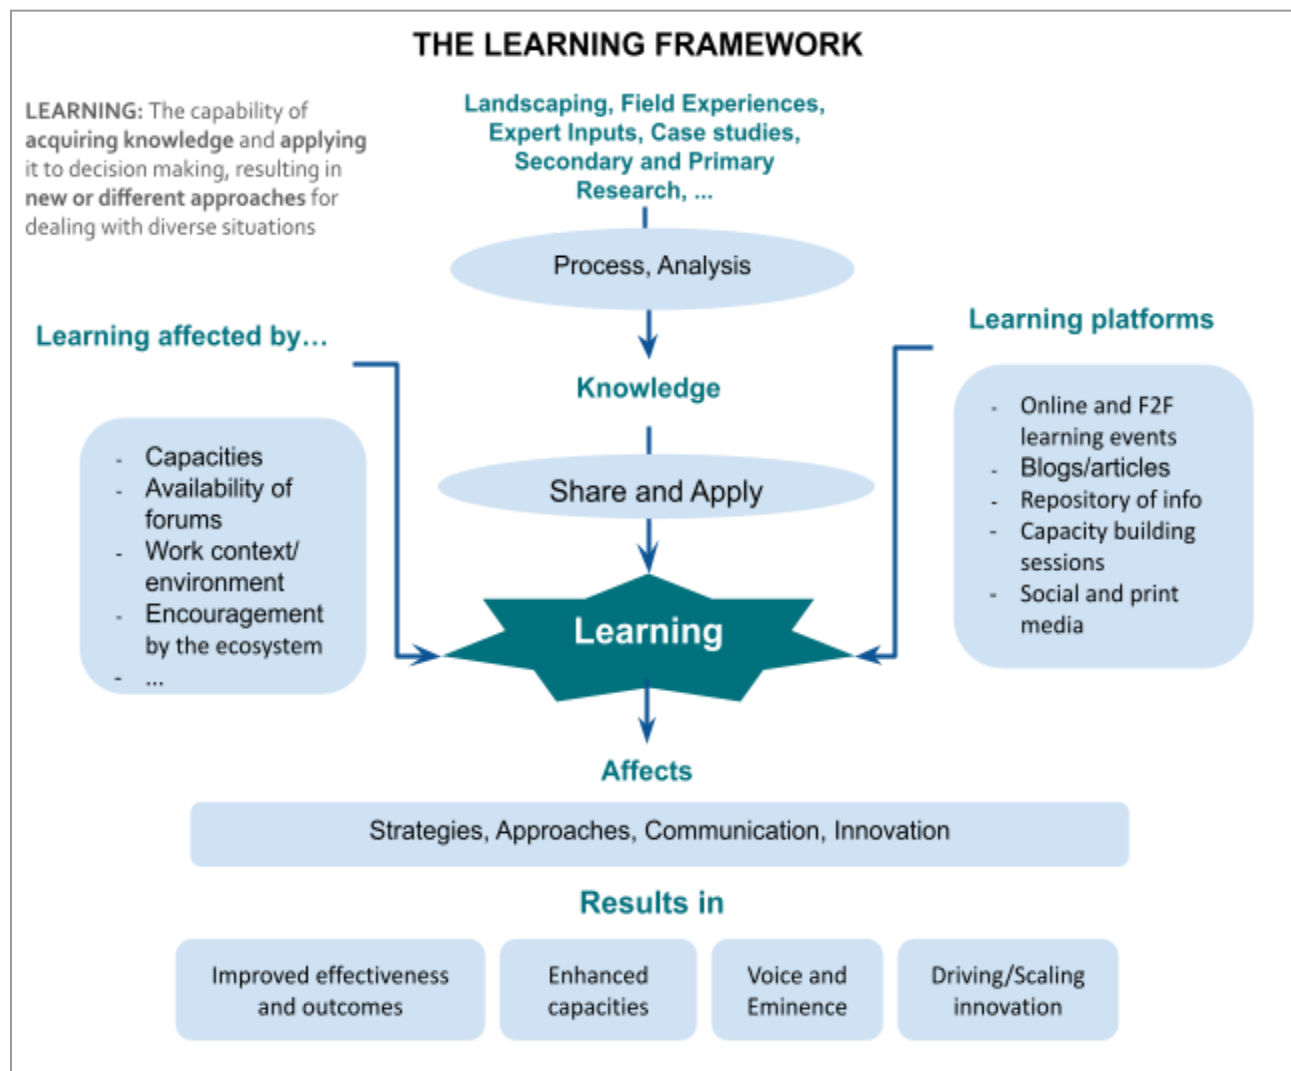 THE LEARNING FRAMEWORK
LEARNING: The capability of
acquiring knowledge and applying
it to decision making, resulting in
new or different approaches for
dealing with diverse situations
Landscaping, Field Experiences,
Expert Inputs, Case studies,
Secondary and Primary
Research, ...
Process, Analysis
Knowledge
Share and Apply
Learning affected by...
- Capacities
- Availability of
forums
- Work context/
environment
- Encouragement
by the ecosystem
- ...
Learning platforms
- Online and F2F
learning events
- Blogs/articles
- Repository of info
- Capacity building
sessions
- Social and print
media
Learning
Affects
Strategies, Approaches, Communication, Innovation
Results in
Improved effectiveness
and outcomes
Enhanced
capacities
Voice and
Eminence
Driving/Scaling
innovation